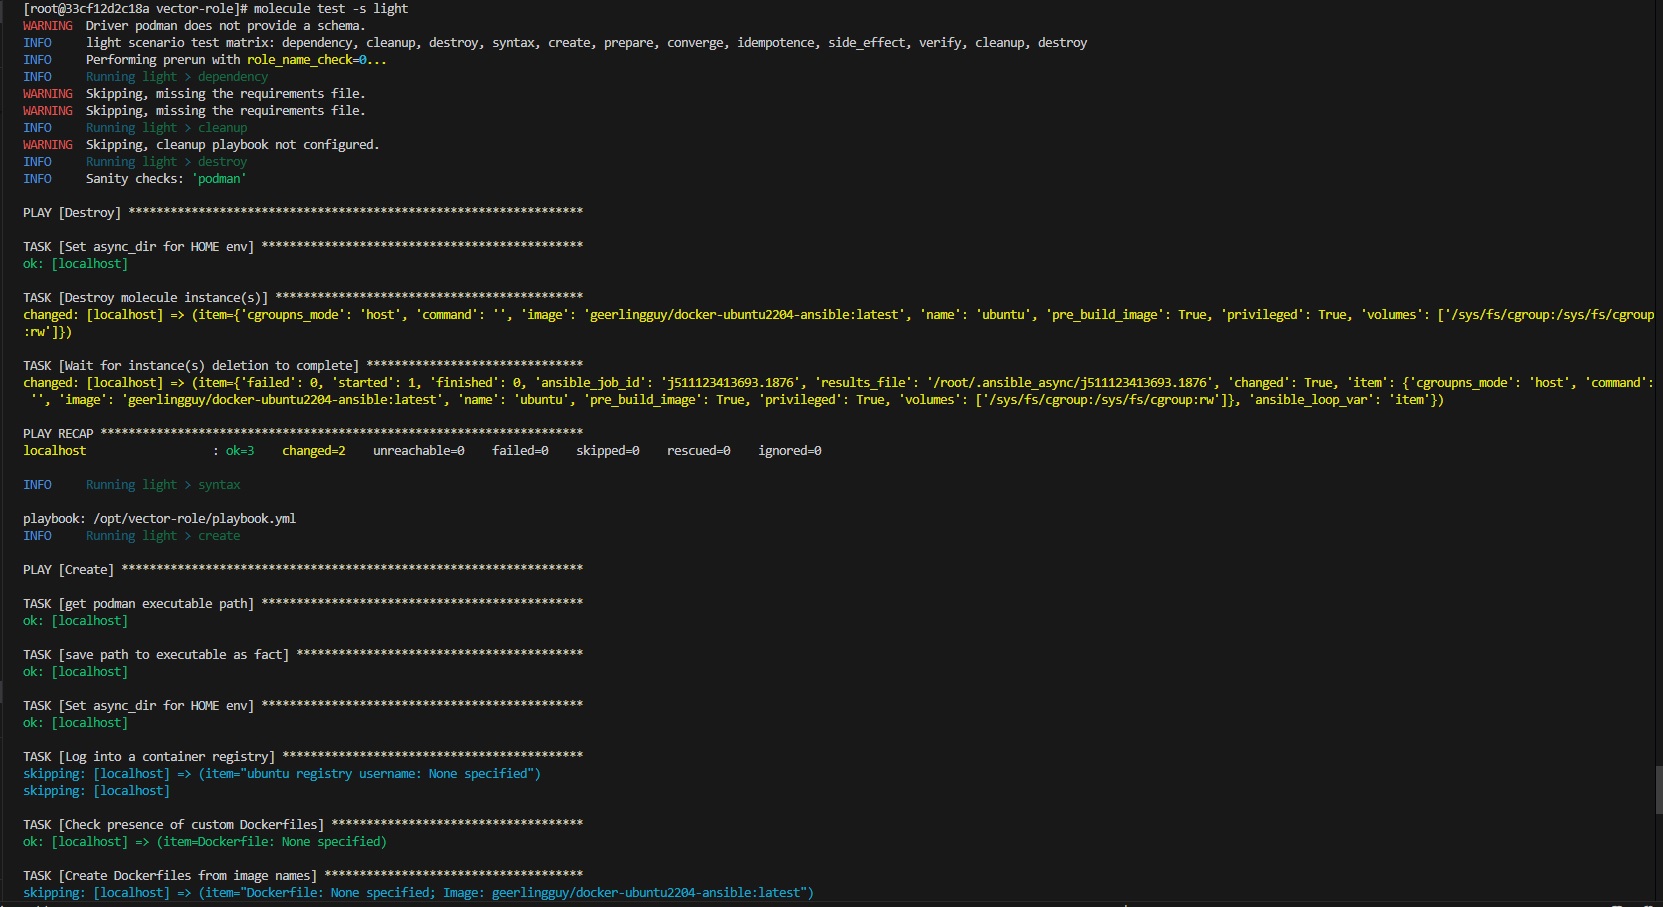 [root@33cf12d2c18a vector-role]# molecule test -s light
WARNING  Driver podman does not provide a schema.
INFO     light scenario test matrix: dependency, cleanup, destroy, syntax, create, prepare, converge, idempotence, side_effect, verify, cleanup, destroy
INFO     Performing prerun with role_name_check=0...
INFO     Running light > dependency
WARNING  Skipping, missing the requirements file.
WARNING  Skipping, missing the requirements file.
INFO     Running light > cleanup
WARNING  Skipping, cleanup playbook not configured.
INFO     Running light > destroy
INFO     Sanity checks: 'podman'
PLAY [Destroy] *****************************************************************
TASK [Set async_dir for HOME env] **********************************************
ok: [localhost]
TASK [Destroy molecule instance(s)] ********************************************
changed: [localhost] => (item={'cgroupns_mode': 'host', 'command': '', 'image': 'geerlingguy/docker-ubuntu2204-ansible:latest', 'name': 'ubuntu', 'pre_build_image': True, 'privileged': True, 'volumes': ['/sys/fs/cgroup:/sys/fs/cgroup
:rw']})
TASK [Wait for instance(s) deletion to complete] *******************************
changed: [localhost] => (item={'failed': 0, 'started': 1, 'finished': 0, 'ansible_job_id': 'j511123413693.1876', 'results_file': '/root/.ansible_async/j511123413693.1876', 'changed': True, 'item': {'cgroupns_mode': 'host', 'command':
 '', 'image': 'geerlingguy/docker-ubuntu2204-ansible:latest', 'name': 'ubuntu', 'pre_build_image': True, 'privileged': True, 'volumes': ['/sys/fs/cgroup:/sys/fs/cgroup:rw']}, 'ansible_loop_var': 'item'})
PLAY RECAP *********************************************************************
localhost                  : ok=3    changed=2    unreachable=0    failed=0    skipped=0    rescued=0    ignored=0
INFO     Running light > syntax
playbook: /opt/vector-role/playbook.yml
INFO     Running light > create
PLAY [Create] ******************************************************************
TASK [get podman executable path] **********************************************
ok: [localhost]
TASK [save path to executable as fact] *****************************************
ok: [localhost]
TASK [Set async_dir for HOME env] **********************************************
ok: [localhost]
TASK [Log into a container registry] *******************************************
skipping: [localhost] => (item="ubuntu registry username: None specified")
skipping: [localhost]
TASK [Check presence of custom Dockerfiles] ************************************
ok: [localhost] => (item=Dockerfile: None specified)
TASK [Create Dockerfiles from image names] *************************************
skipping: [localhost] => (item="Dockerfile: None specified; Image: geerlingguy/docker-ubuntu2204-ansible:latest")